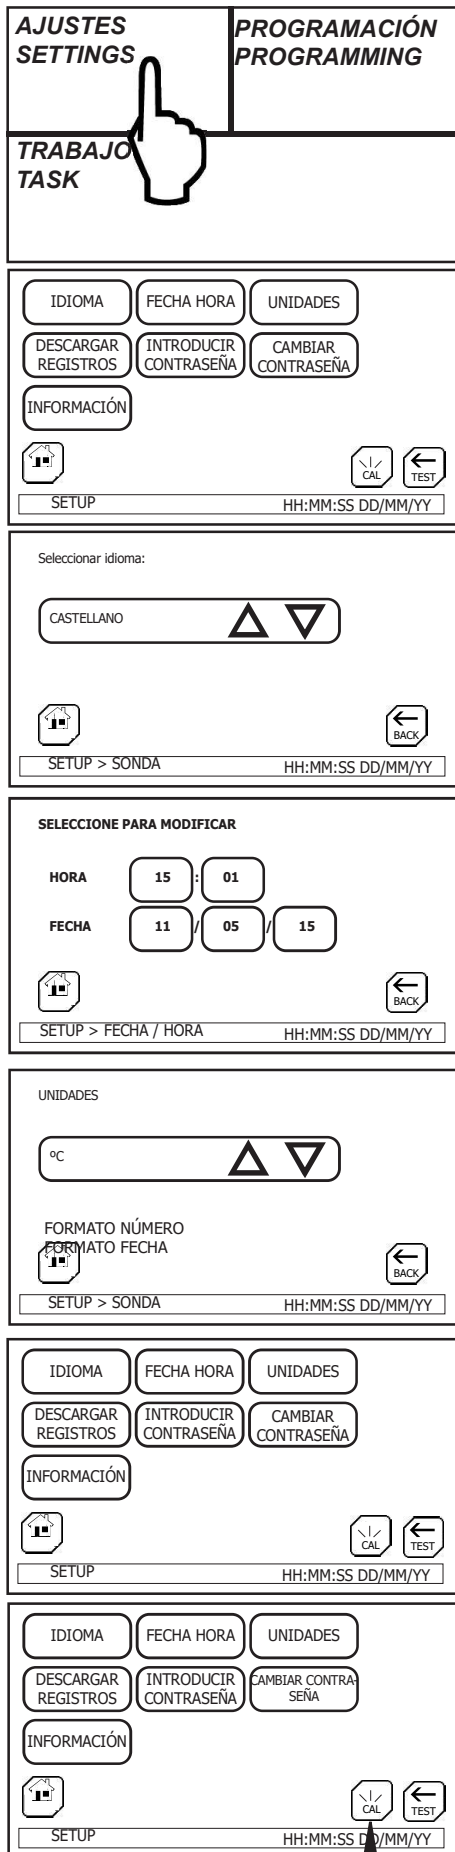 AJUSTES
SETTINGS
PROGRAMACIÓN
PROGRAMMING
TRABAJO
TASK
IDIOMA
FECHA HORA
UNIDADES
DESCARGAR
REGISTROS
INTRODUCIR
CONTRASEÑA
CAMBIAR
CONTRASEÑA
INFORMACIÓN
CAL
TEST
SETUP
HH:MM:SS DD/MM/YY
Seleccionar idioma:
CASTELLANO
BACK
SETUP > SONDA
HH:MM:SS DD/MM/YY
SELECCIONE PARA MODIFICAR
HORA 15 : 01
FECHA 11 / 05 / 15
BACK
SETUP > FECHA / HORA
HH:MM:SS DD/MM/YY
UNIDADES
ºC
FORMATO NÚMERO
FORMATO FECHA
BACK
SETUP > SONDA
HH:MM:SS DD/MM/YY
IDIOMA
FECHA HORA
UNIDADES
DESCARGAR
REGISTROS
INTRODUCIR
CONTRASEÑA
CAMBIAR
CONTRASEÑA
INFORMACIÓN
CAL
TEST
SETUP
HH:MM:SS DD/MM/YY
IDIOMA
FECHA HORA
UNIDADES
DESCARGAR
REGISTROS
INTRODUCIR
CONTRASEÑA
CAMBIAR CONTRA-
SEÑA
INFORMACIÓN
CAL
TEST
SETUP
HH:MM:SS DD/MM/YY